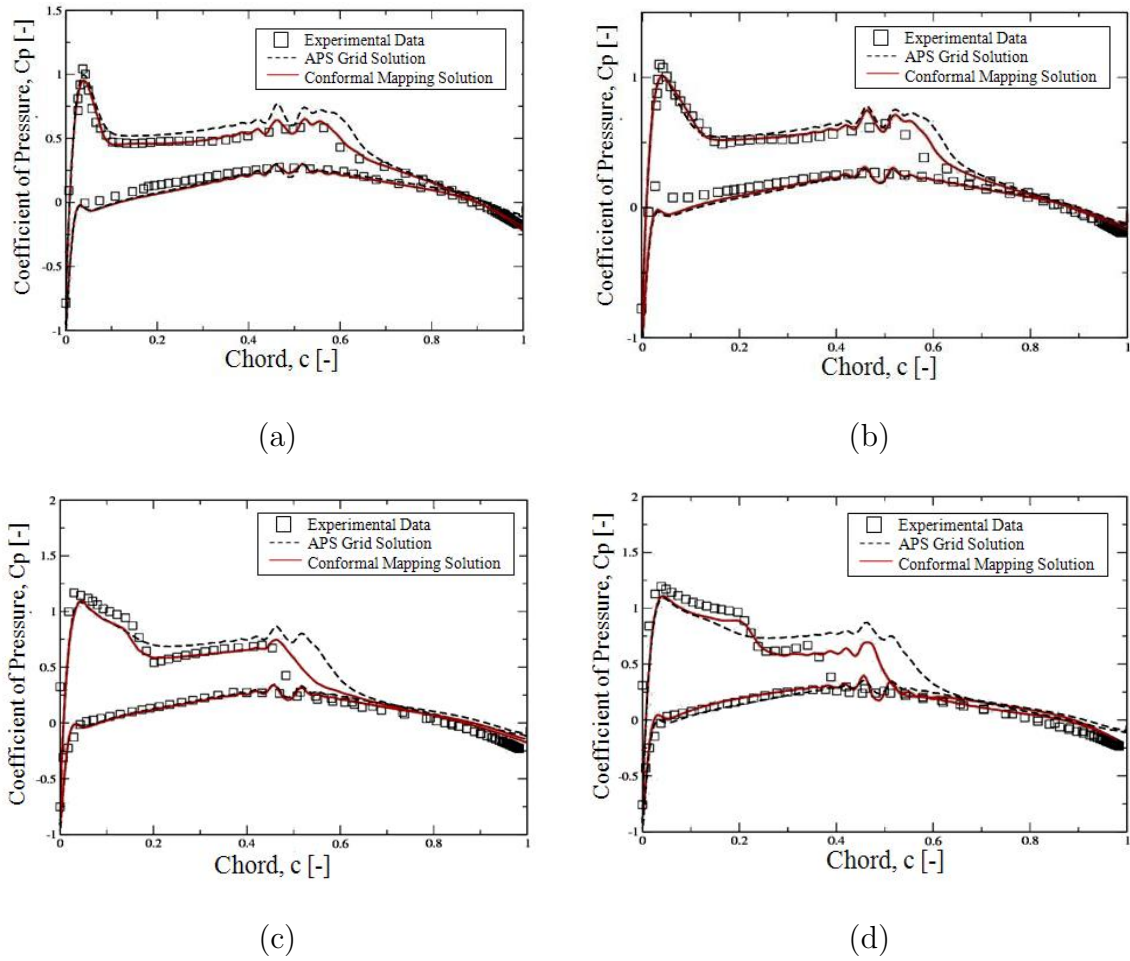 1.5
Experimental Data
APS Grid Solution
Conformal Mapping Solution
1
0.5
0
0.5
-1
0 0.2 0.4 0.6 0.8 1
Coefficient of Pressure, Cp [-]
Chord, c [-]
(a)
Experimental Data
APS Grid Solution
Conformal Mapping Solution
1
0
-1
0 0.2 0.4 0.6 0.8 1
Coefficient of Pressure, Cp [-]
Chord, c [-]
(b)
2
Experimental Data
APS Grid Solution
Conformal Mapping Solution
1.5
1
0.5
0
0.5
-1
0 0.2 0.4 0.6 0.8 1
Coefficient of Pressure, Cp [-]
Chord, c [-]
(c)
2
Experimental Data
APS Grid Solution
Conformal Mapping Solution
1.5
1
0.5
0
0.5
-1
0 0.2 0.4 0.6 0.8 1
Coefficient of Pressure, Cp [-]
Chord, c [-]
(d)